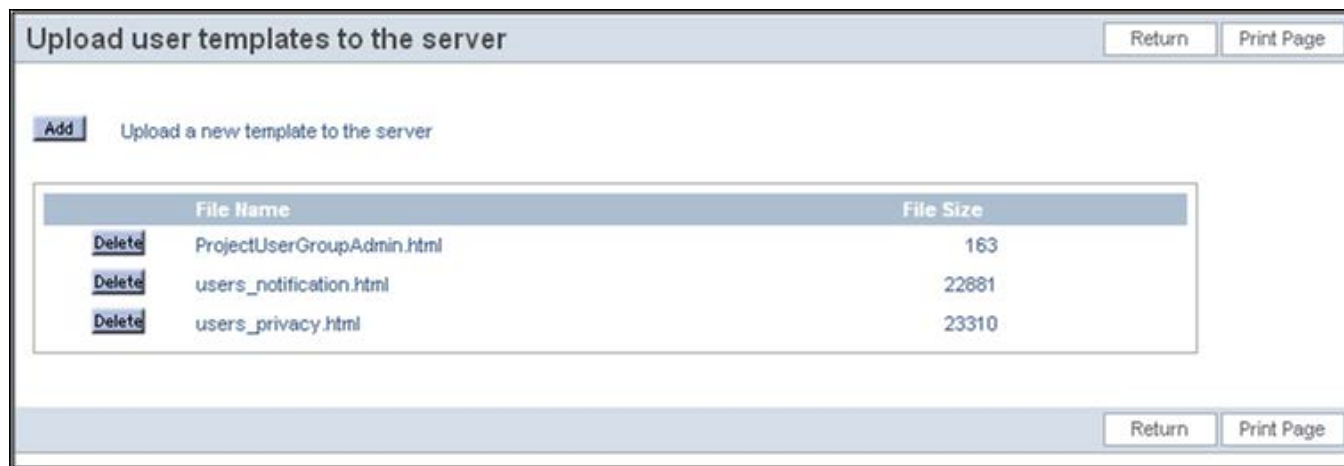 Upload user templates to the server Return Print Page
Add Upload a new template to the server
File Name File Size
Delete ProjectUserGroupAdmin.html 163
Delete users_notification.html 22881
Delete users_privacy.html 23310
Return Print Page